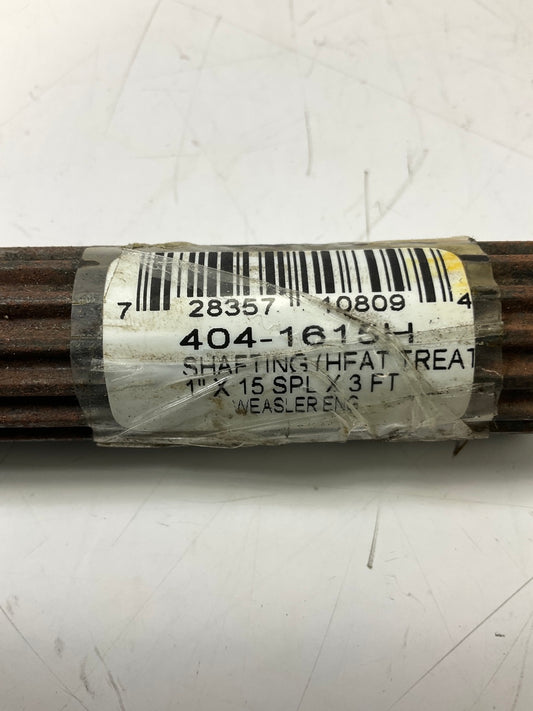 7 28357 10809 4
404-1615H
SHAFTING/HEAT TREAT
1" X 15 SPL X 3 FT
WEASLER ENG